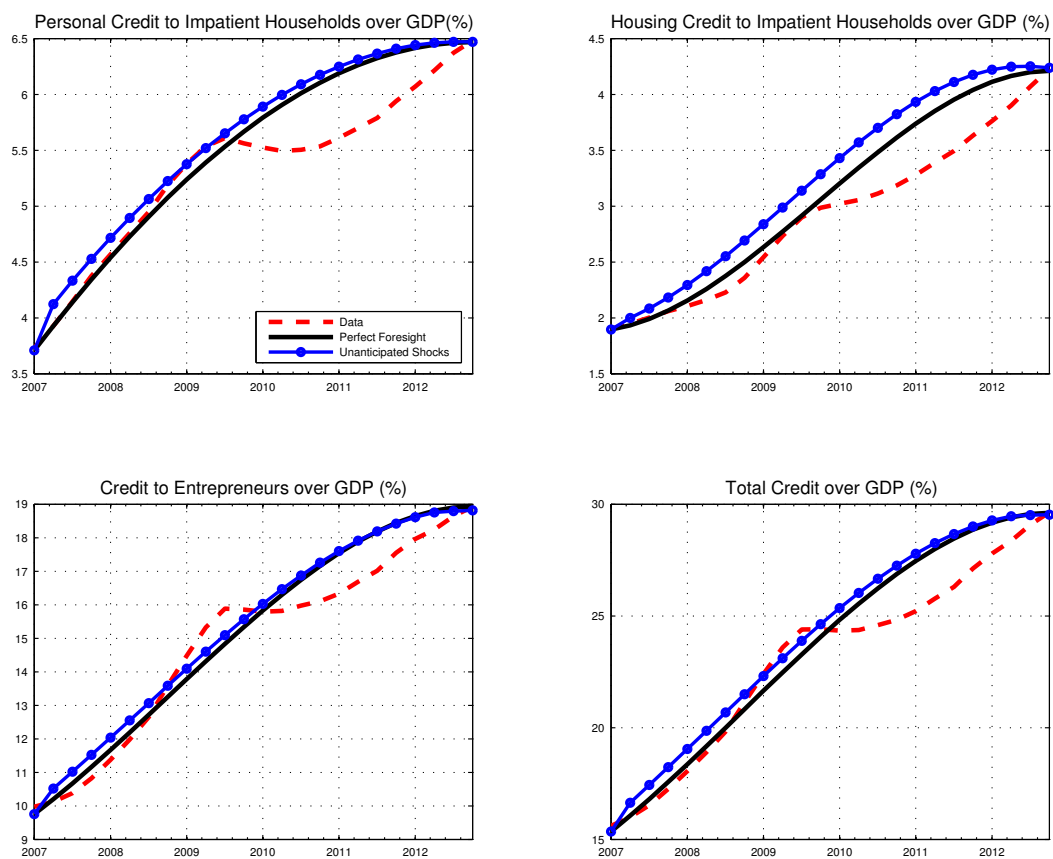 Personal Credit to Impatient Households over GDP(%)
6.5
6
5.5
5
4.5
4
3.5
2007 2008 2009 2010 2011 2012
Data
Perfect Foresight
Unanticipated Shocks
Housing Credit to Impatient Households over GDP (%)
4.5
4
3.5
3
2.5
2
1.5
2007 2008 2009 2010 2011 2012
Credit to Entrepreneurs over GDP (%)
19
18
17
16
15
14
13
12
11
10
9
2007 2008 2009 2010 2011 2012
Total Credit over GDP (%)
30
25
20
15
2007 2008 2009 2010 2011 2012